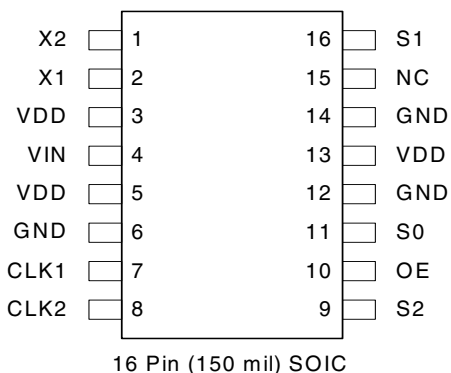 X2 1 16 S1
X1 2 15 NC
VDD 3 14 GND
VIN 4 13 VDD
VDD 5 12 GND
GND 6 11 S0
CLK1 7 10 OE
CLK2 8 9 S2
16 Pin (150 mil) SOIC